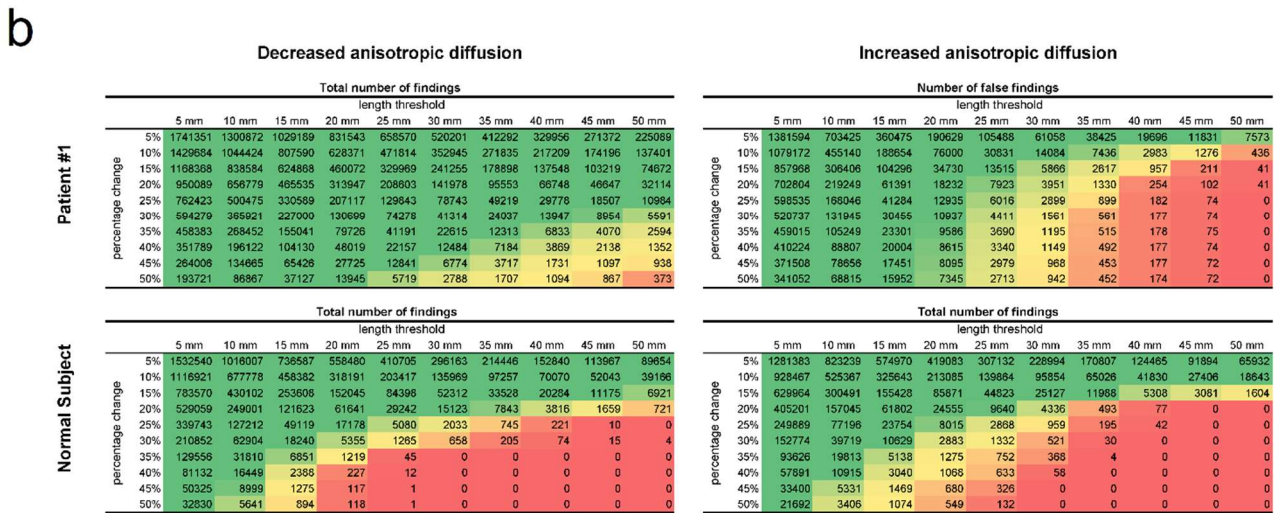 b
Decreased anisotropic diffusion
Increased anisotropic diffusion
Patient #1
Total number of findings
length threshold
percentage change
5 mm 10 mm 15 mm 20 mm 25 mm 30 mm 35 mm 40 mm 45 mm 50 mm
5% 1741351 1300872 1029189 831543 658570 520201 412292 329956 271372 225089
10% 1429684 1044424 807590 628371 471814 352945 271835 217209 174196 137401
15% 1168368 838584 624868 460072 329969 241255 178898 137548 103219 74672
20% 950089 656779 465535 313947 208603 141978 95553 66748 46647 32114
25% 762423 500475 330589 207117 129843 78743 49219 29778 18507 10984
30% 594279 365921 227000 130699 74278 41314 24037 13947 8954 5591
35% 458383 268452 155041 79726 41191 22615 12313 6833 4070 2594
40% 351789 196122 104130 48019 22157 12484 7184 3869 2138 1352
45% 264006 134665 65426 27725 12841 6774 3717 1731 1097 938
50% 193721 86867 37127 13945 5719 2788 1707 1094 867 373
Number of false findings
length threshold
percentage change
5 mm 10 mm 15 mm 20 mm 25 mm 30 mm 35 mm 40 mm 45 mm 50 mm
5% 1381594 703425 360475 190629 105488 61058 38425 19696 11831 7573
10% 1079172 455140 188654 76000 30831 14084 7436 2983 1276 436
15% 857968 306406 104296 34730 13515 5866 2617 957 211 41
20% 702804 219249 61391 18232 7923 3951 1330 254 102 41
25% 598535 166046 41284 12935 6016 2899 899 182 74 0
30% 520737 131945 30455 10937 4411 1561 561 177 74 0
35% 459015 105249 23301 9586 3690 1195 515 178 75 0
40% 410224 88807 20004 8615 3340 1149 492 177 74 0
45% 371508 78656 17451 8095 2979 968 453 177 72 0
50% 341052 68815 15952 7345 2713 942 452 174 72 0
Normal Subject
Total number of findings
length threshold
percentage change
5 mm 10 mm 15 mm 20 mm 25 mm 30 mm 35 mm 40 mm 45 mm 50 mm
5% 1532540 1016007 736587 558480 410705 296163 214446 152840 113967 89654
10% 1116921 677778 458382 318191 203417 135969 97257 70070 52043 39166
15% 783570 430102 253608 152045 84398 52312 33528 20284 11175 6921
20% 529059 249001 121623 61641 29242 15123 7843 3816 1659 721
25% 339743 127212 49119 17178 5080 2033 745 221 10 0
30% 210852 62904 18240 5355 1265 658 205 74 15 4
35% 129556 31810 6851 1219 45 0 0 0 0 0
40% 81132 16449 2388 227 12 0 0 0 0 0
45% 50325 8999 1275 117 1 0 0 0 0 0
50% 32830 5641 894 118 1 0 0 0 0 0
Total number of findings
length threshold
percentage change
5 mm 10 mm 15 mm 20 mm 25 mm 30 mm 35 mm 40 mm 45 mm 50 mm
5% 1281383 823239 574970 419083 307132 228994 170807 124465 91894 65932
10% 928467 525367 325643 213085 139864 95854 65026 41830 27406 18643
15% 629964 300491 155428 85871 44823 25127 11988 5308 3081 1604
20% 405201 157045 61802 24555 9640 4336 493 77 0 0
25% 249889 77196 23754 8015 2868 959 195 42 0 0
30% 152774 39719 10629 2883 1332 521 30 0 0 0
35% 93626 19813 5138 1275 752 368 4 0 0 0
40% 57891 10915 3040 1068 633 58 0 0 0 0
45% 33400 5331 1469 680 326 0 0 0 0 0
50% 21692 3406 1074 549 132 0 0 0 0 0